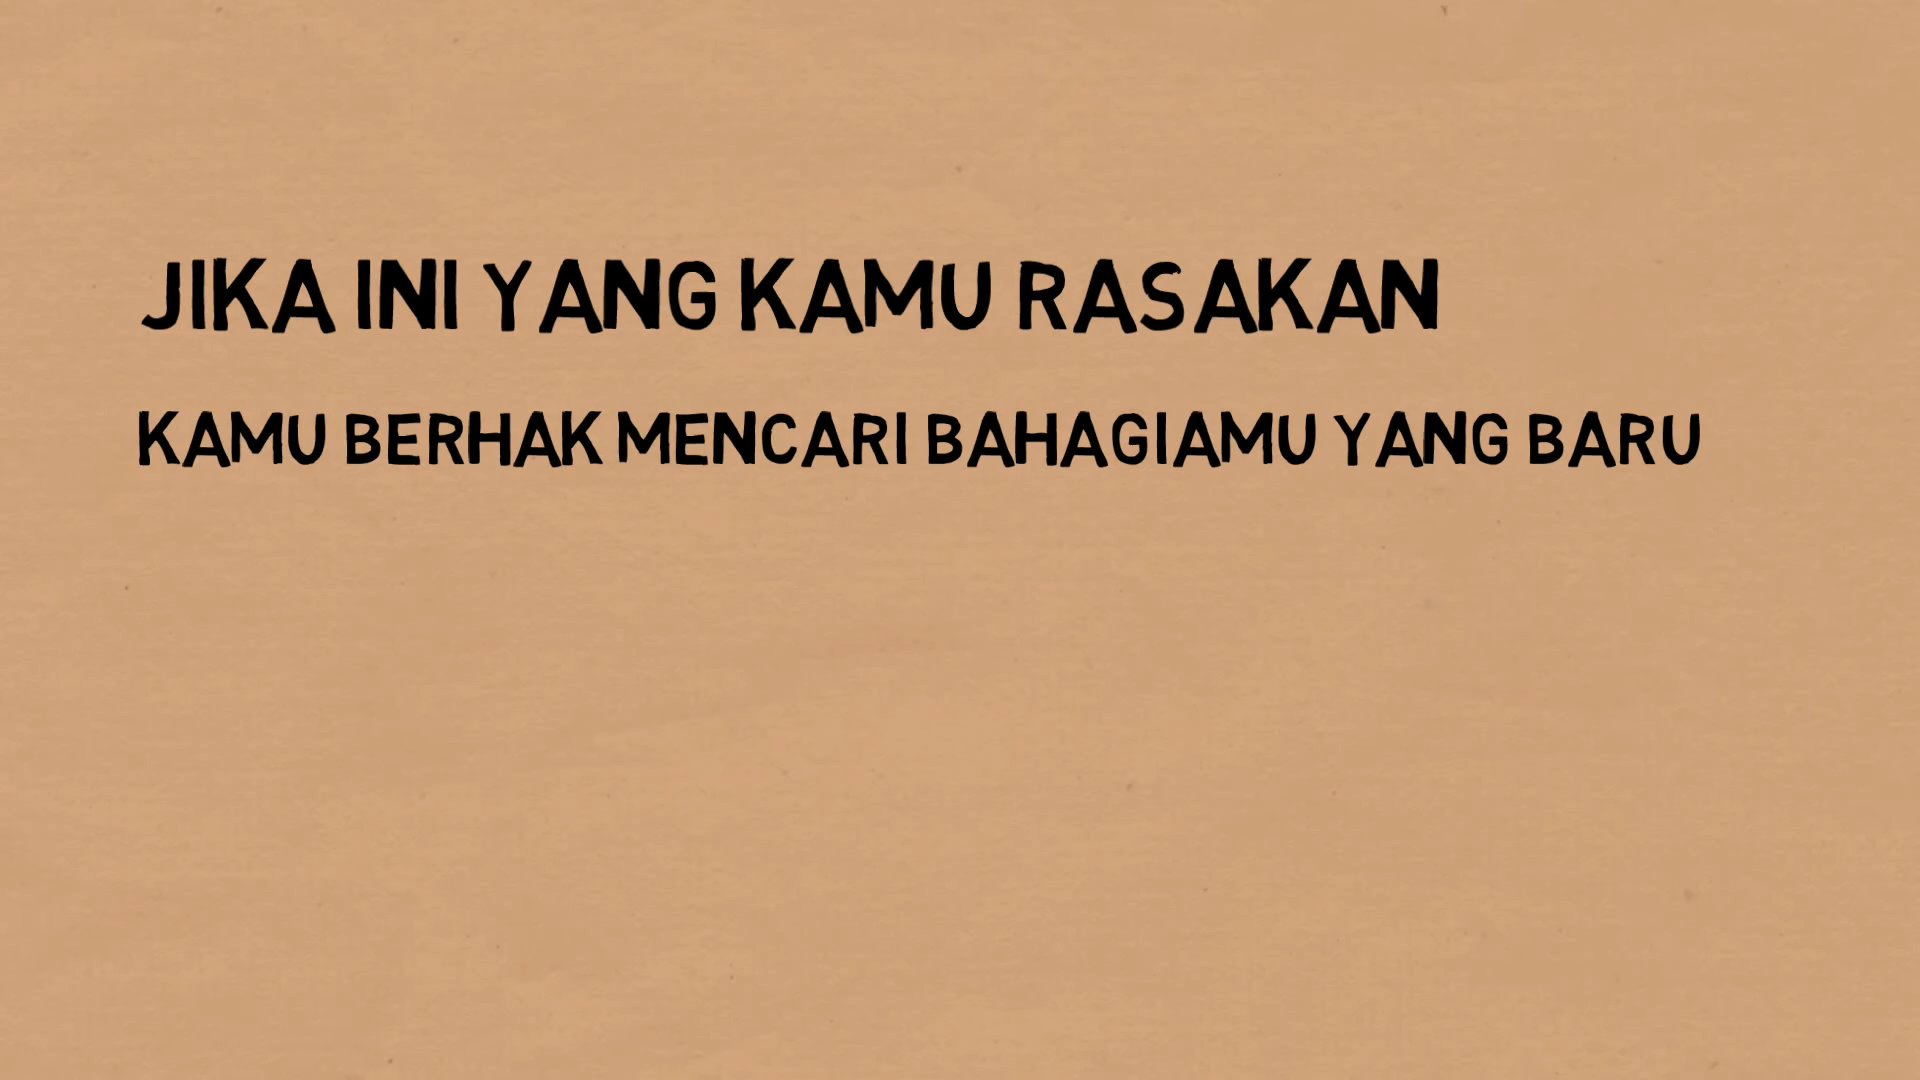 JIKA INI YANG KAMU RASAKAN
KAMU BERHAK MENCARI BAHAGIAMU YANG BARU